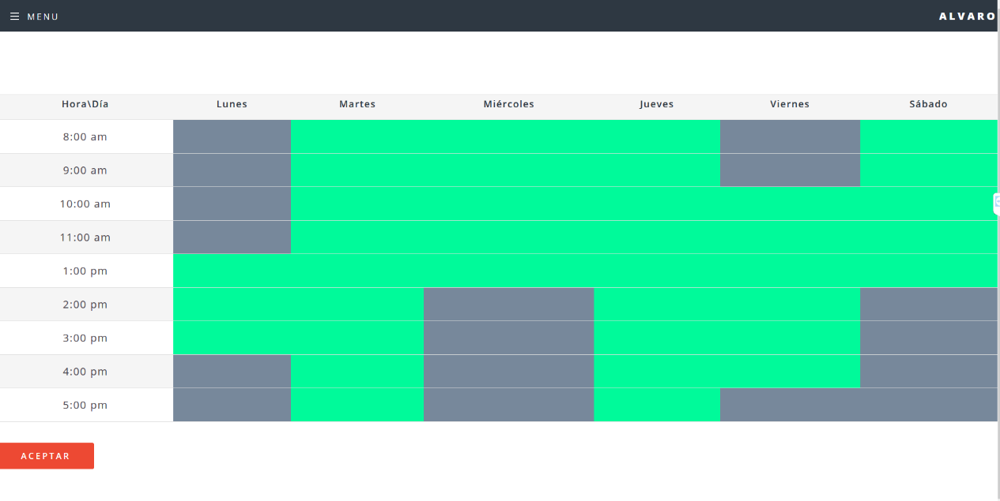 MENU
ALVARO
Hora\Día Lunes Martes Miércoles Jueves Viernes Sábado
8:00 am
9:00 am
10:00 am
11:00 am
1:00 pm
2:00 pm
3:00 pm
4:00 pm
5:00 pm
ACEPTAR